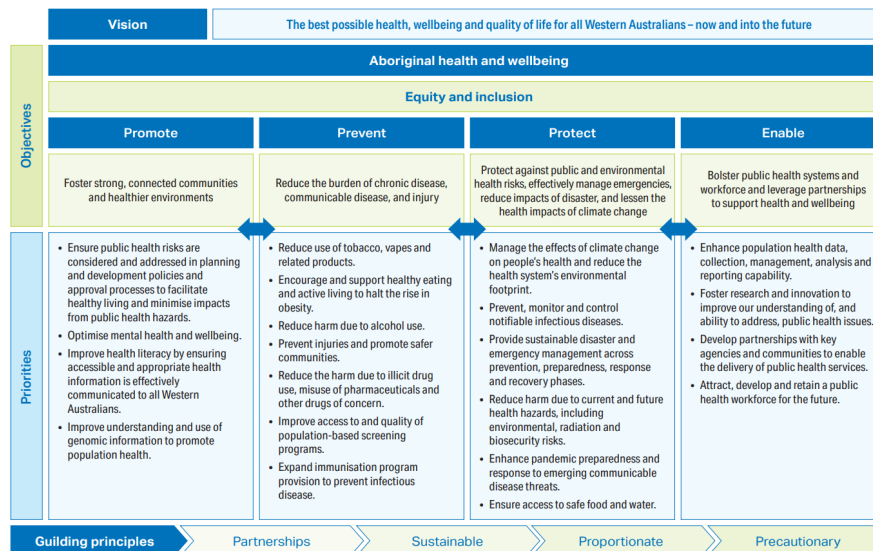 Vision
The best possible health, wellbeing and quality of life for all Western Australians – now and into the future
Objectives
Aboriginal health and wellbeing
Equity and inclusion
Promote
Foster strong, connected communities
and healthier environments
Prevent
Reduce the burden of chronic disease,
communicable disease, and injury
Protect
Protect against public and environmental
health risks, effectively manage emergencies,
reduce impacts of disaster, and lessen
the health impacts of climate change
Enable
Bolster public health systems and
workforce and leverage partnerships
to support health and wellbeing
Priorities
• Ensure public health risks are
considered and addressed in planning
and development policies and
approval processes to facilitate
healthy living and minimise impacts
from public health hazards.
• Optimise mental health and wellbeing.
• Improve health literacy by ensuring
accessible and appropriate health
information is effectively
communicated to all Western
Australians.
• Improve understanding and use of
genomic information to promote
population health.
• Reduce use of tobacco, vapes and
related products.
• Encourage and support healthy eating
and active living to halt the rise in
obesity.
• Reduce harm due to alcohol use.
• Prevent injuries and promote safer
communities.
• Reduce the harm due to illicit drug
use, misuse of pharmaceuticals and
other drugs of concern.
• Improve access to and quality of
population-based screening
programs.
• Expand immunisation program
provision to prevent infectious
disease.
• Manage the effects of climate change
on people's health and reduce the
health system's environmental
footprint.
• Prevent, monitor and control
notifiable infectious diseases.
• Provide sustainable disaster and
emergency management across
prevention, preparedness, response
and recovery phases.
• Reduce harm due to current and future
health hazards, including
environmental, radiation and
biosecurity risks.
• Enhance pandemic preparedness and
response to emerging communicable
disease threats.
• Ensure access to safe food and water.
• Enhance population health data,
collection, management, analysis and
reporting capability.
• Foster research and innovation to
improve our understanding of, and
ability to address, public health issues.
• Develop partnerships with key
agencies and communities to enable
the delivery of public health services.
• Attract, develop and retain a public
health workforce for the future.
Guilding principles
Partnerships
Sustainable
Proportionate
Precautionary